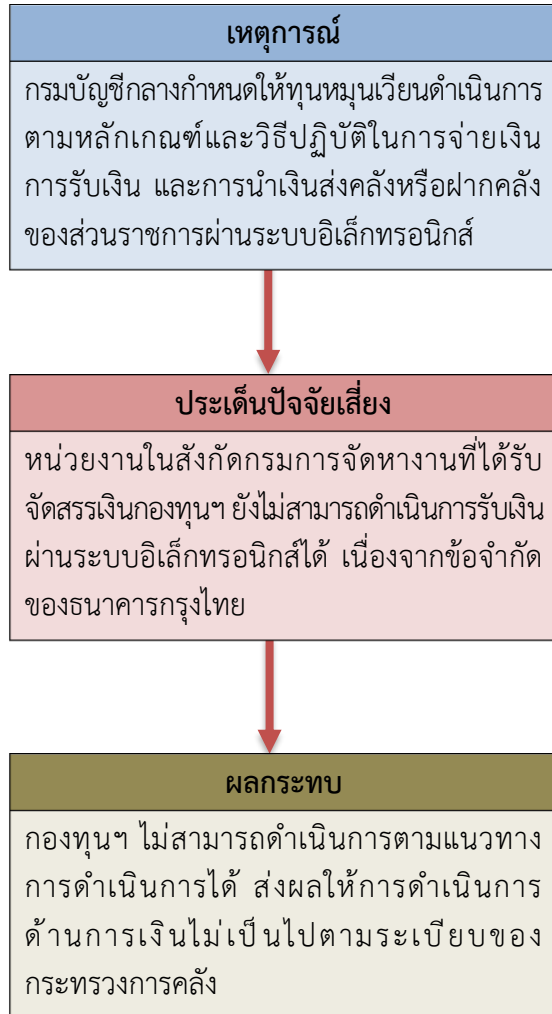 เหตุการณ์
กรมบัญชีกลางกำหนดให้ทุนหมุนเวียนดำเนินการ
ตามหลักเกณฑ์และวิธีปฏิบัติในการจ่ายเงิน
การรับเงิน และการนำเงินส่งคลังหรือฝากคลัง
ของส่วนราชการผ่านระบบอิเล็กทรอนิกส์
ประเด็นปัจจัยเสี่ยง
หน่วยงานในสังกัดกรมการจัดหางานที่ได้รับ
จัดสรรเงินกองทุนฯ ยังไม่สามารถดำเนินการรับเงิน
ผ่านระบบอิเล็กทรอนิกส์ได้ เนื่องจากข้อจำกัด
ของธนาคารกรุงไทย
ผลกระทบ
กองทุนฯ ไม่สามารถดำเนินการตามแนวทาง
การดำเนินการได้ ส่งผลให้การดำเนินการ
ด้านการเงินไม่เป็นไปตามระเบียบของ
กระทรวงการคลัง